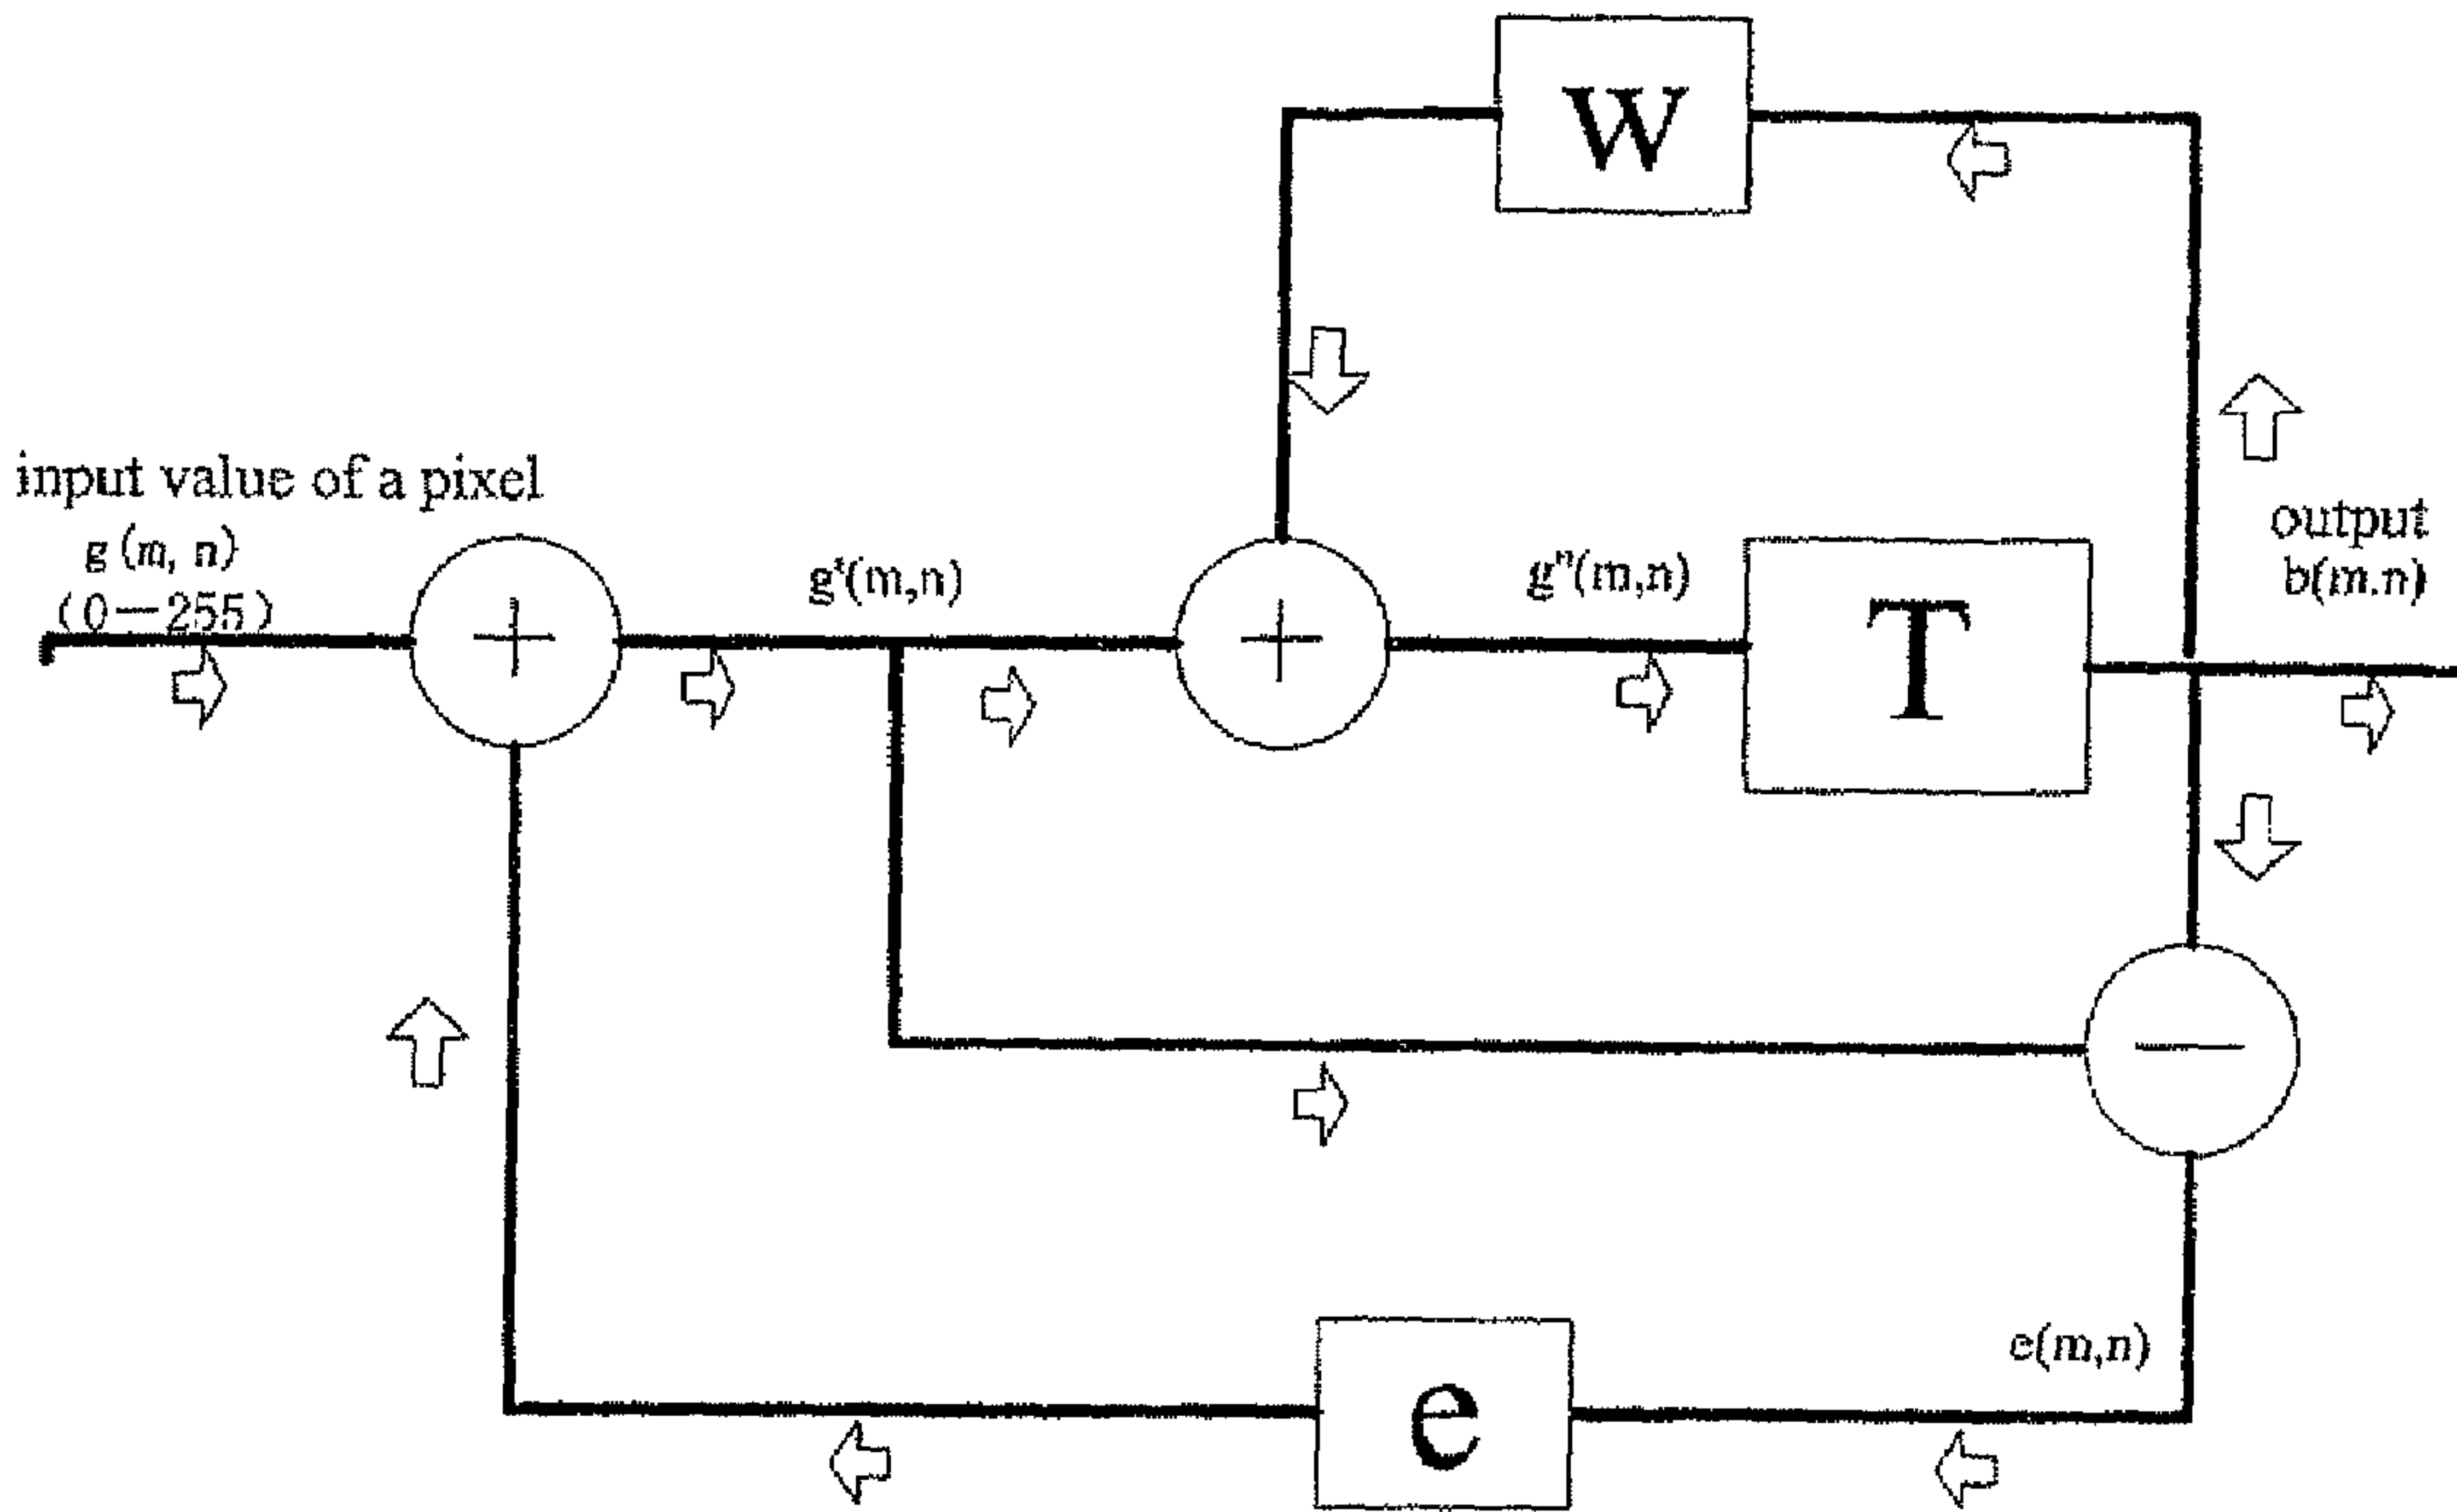 W
input value of a pixel
g(m, n)
(0—255)
+
g'(m,n)
+
g"(m,n)
T
output
b(m.n)
—
e(m,n)
e